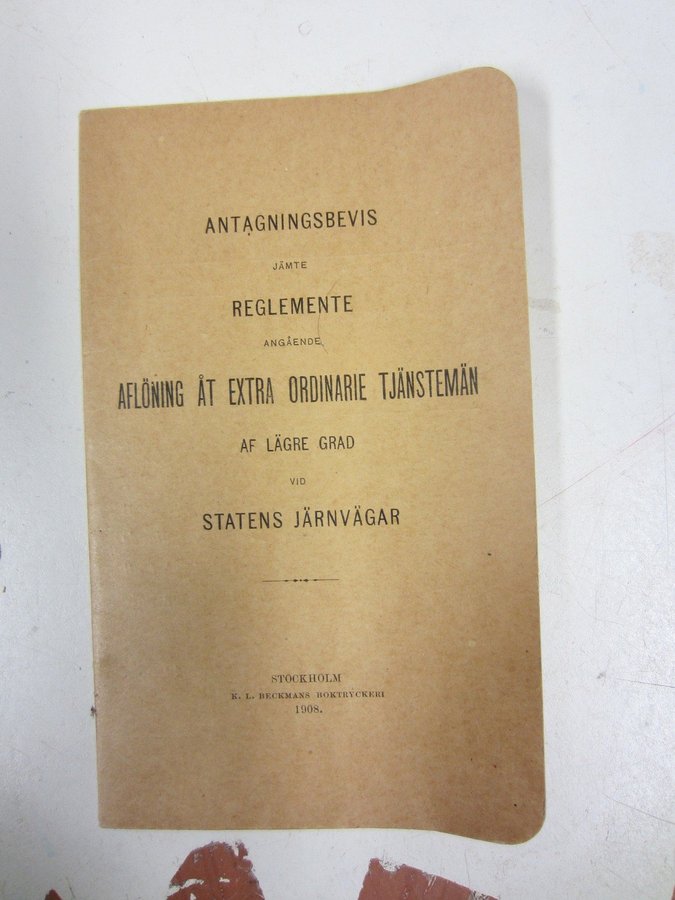 ANTAGNINGSBEVIS
JÄMTE
REGLEMENTE
ANGÅENDE
AFLÖNING ÅT EXTRA ORDINARIE TJÄNSTEMÄN
AF LÄGRE GRAD
VID
STATENS JÄRNVÄGAR
STOCKHOLM
K. L. BECKMANS BOKTRYCKERI
1908.